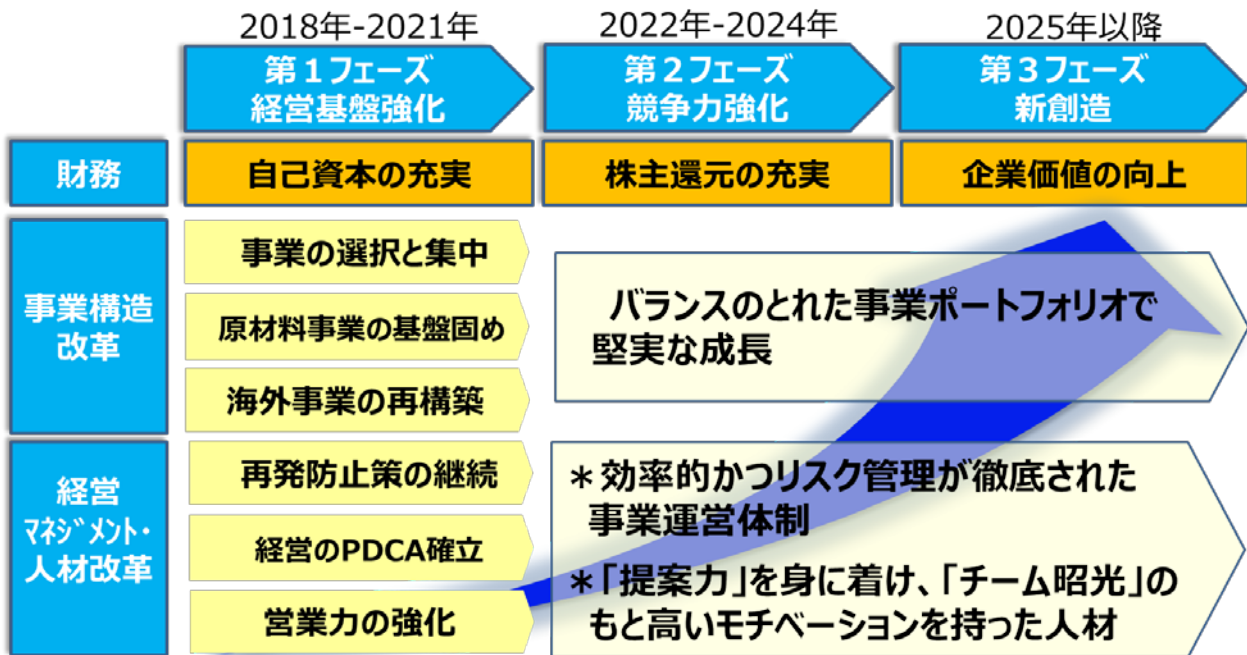 2018年-2021年
2022年-2024年
2025年以降
第１フェーズ
経営基盤強化
第２フェーズ
競争力強化
第３フェーズ
新創造
財務
自己資本の充実
株主還元の充実
企業価値の向上
事業構造
改革
事業の選択と集中
原材料事業の基盤固め
海外事業の再構築
バランスのとれた事業ポートフォリオで
堅実な成長
経営
ﾏﾈｼﾞﾒﾝﾄ・
人材改革
再発防止策の継続
経営のPDCA確立
営業力の強化
＊効率的かつリスク管理が徹底された
事業運営体制
＊「提案力」を身に着け、「チーム昭光」の
もと高いモチベーションを持った人材